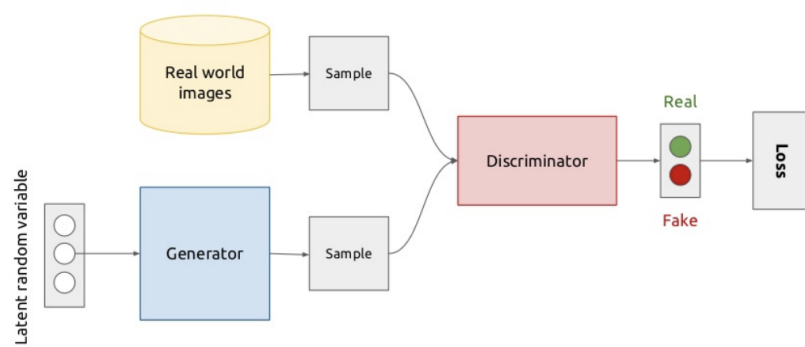 Real world
images
Sample
Discriminator
Real
Fake
Loss
Latent random variable
Generator
Sample